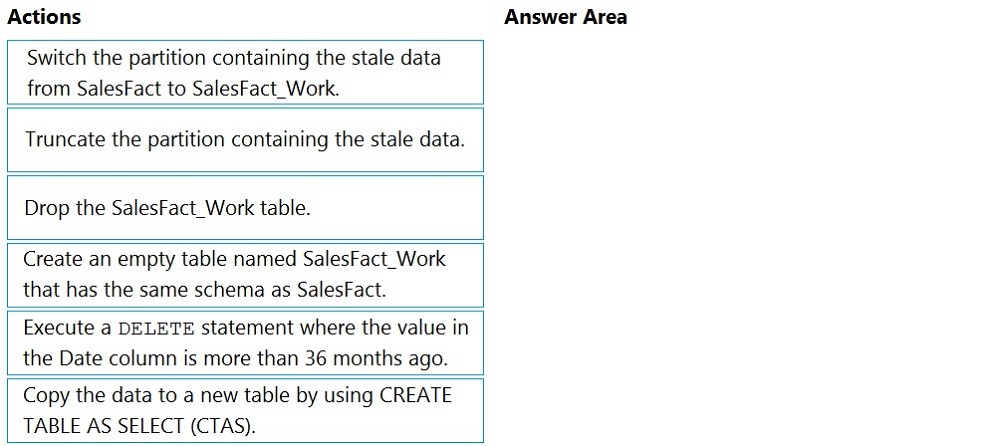 Actions
Answer Area
Switch the partition containing the stale data
from SalesFact to SalesFact_Work.
Truncate the partition containing the stale data.
Drop the SalesFact_Work table.
Create an empty table named SalesFact_Work
that has the same schema as SalesFact.
Execute a DELETE statement where the value in
the Date column is more than 36 months ago.
Copy the data to a new table by using CREATE
TABLE AS SELECT (CTAS).